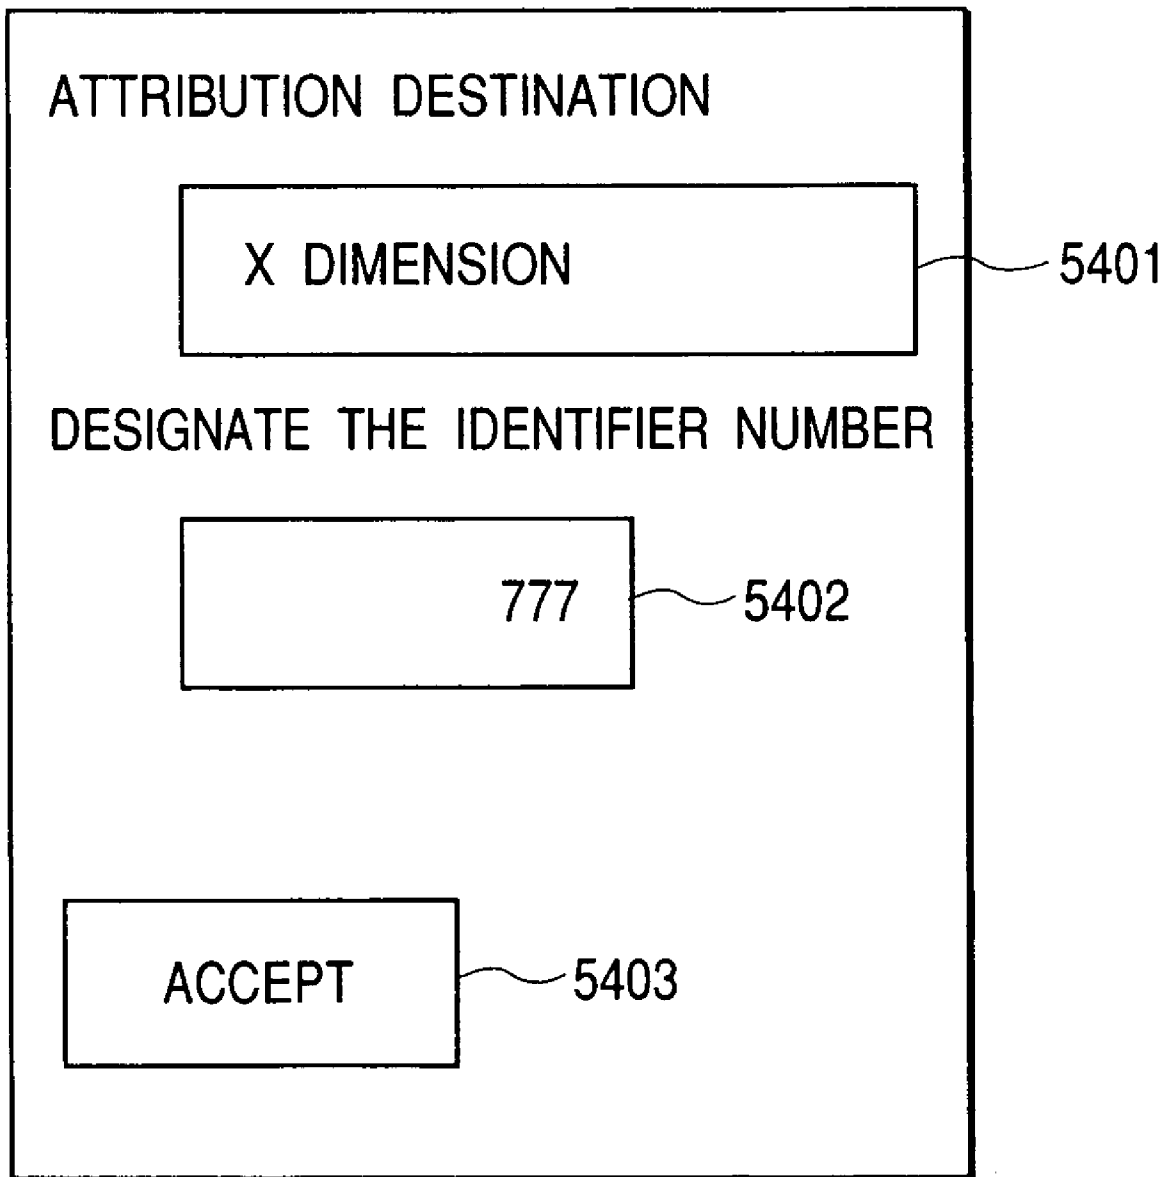 ATTRIBUTION DESTINATION
X DIMENSION
5401
DESIGNATE THE IDENTIFIER NUMBER
777
5402
ACCEPT
5403